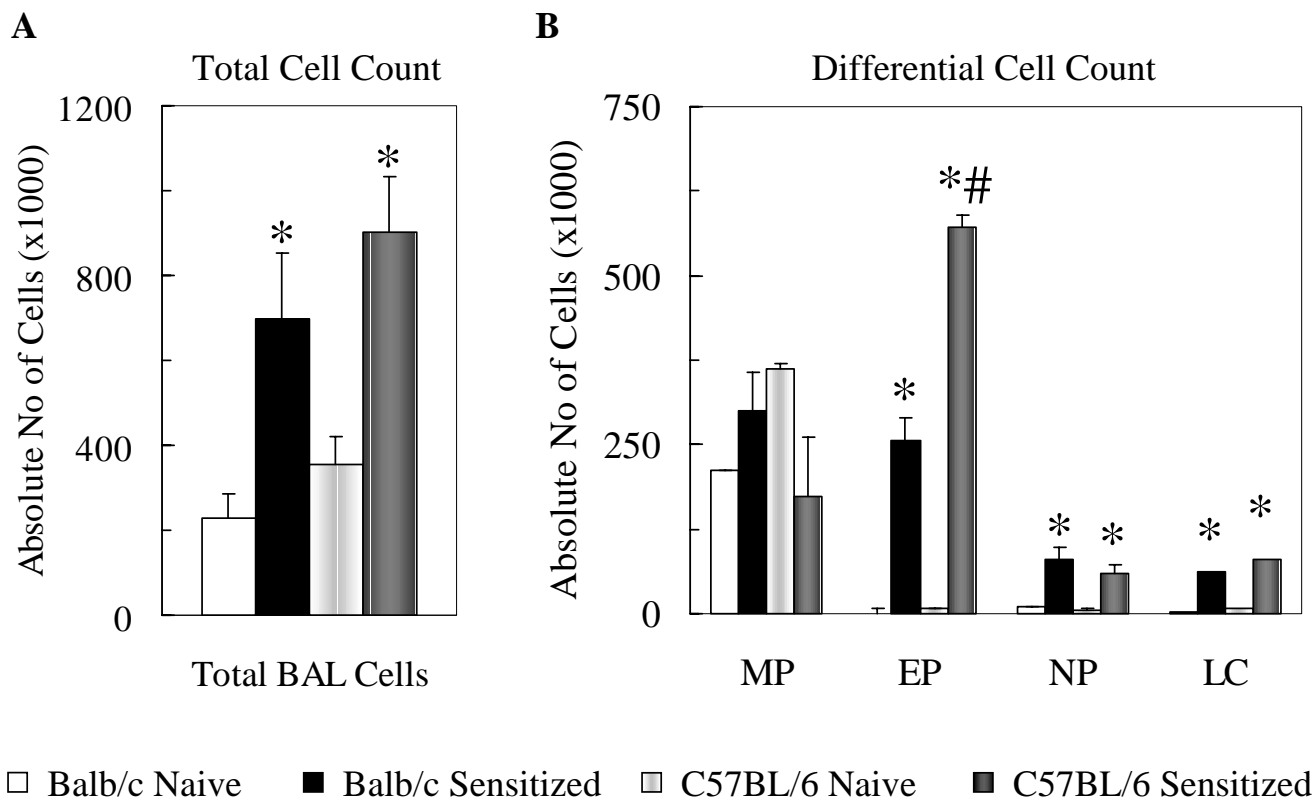 A
Total Cell Count
Absolute No of Cells (x1000)
1200
800
400
0
*
*
Total BAL Cells
B
Differential Cell Count
Absolute No of Cells (x1000)
750
500
250
0
*
*#
*
*
*
*
MP EP NP LC
Balb/c Naive Balb/c Sensitized C57BL/6 Naive C57BL/6 Sensitized